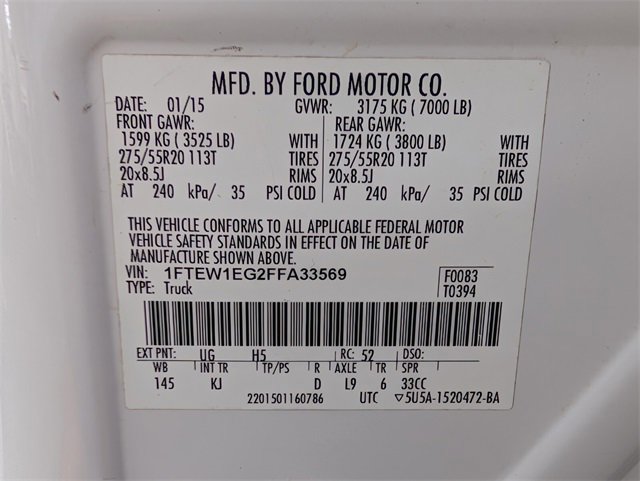 MFD. BY FORD MOTOR CO.
DATE: 01/15 GVWR: 3175 KG ( 7000 LB)
FRONT GAWR: REAR GAWR:
1599 KG ( 3525 LB) WITH 1724 KG ( 3800 LB) WITH
275/55R20 113T TIRES 275/55R20 113T TIRES
20x8.5J RIMS 20x8.5J RIMS
AT 240 kPa/ 35 PSI COLD AT 240 kPa/ 35 PSI COLD
THIS VEHICLE CONFORMS TO ALL APPLICABLE FEDERAL MOTOR
VEHICLE SAFETY STANDARDS IN EFFECT ON THE DATE OF
MANUFACTURE SHOWN ABOVE.
VIN: 1FTEW1EG2FFA33569 F0083
TYPE: Truck T0394
EXT PNT: UG H5 RC: 52 DSO:
WB INT TR TP/PS R AXLE TR SPR
145 KJ D L9 6 33CC
2201501160786 UTC ▽5U5A-1520472-BA